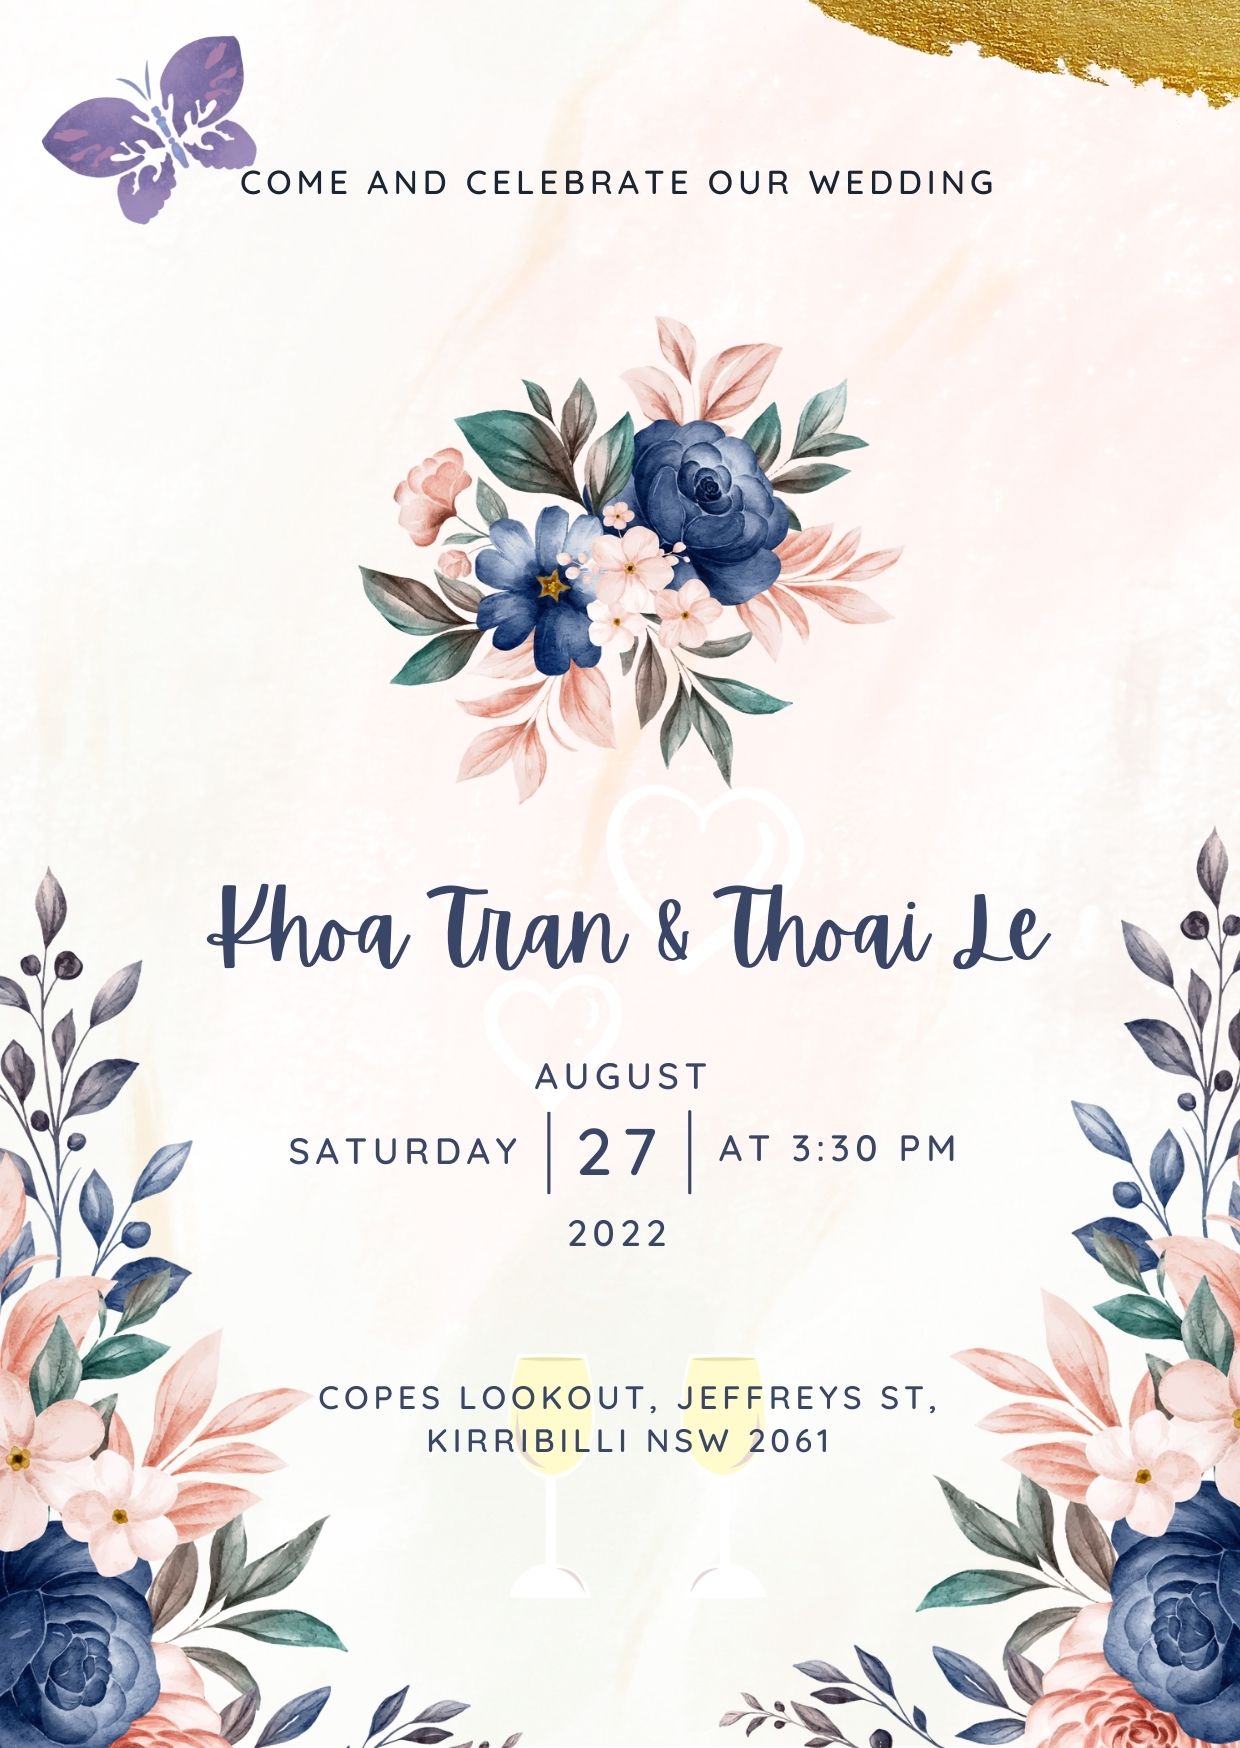 COME AND CELEBRATE OUR WEDDING
Khoa Tran & Thoai Le
AUGUST
SATURDAY 27 AT 3:30 PM
2022
COPES LOOKOUT, JEFFREYS ST,
KIRRIBILLI NSW 2061